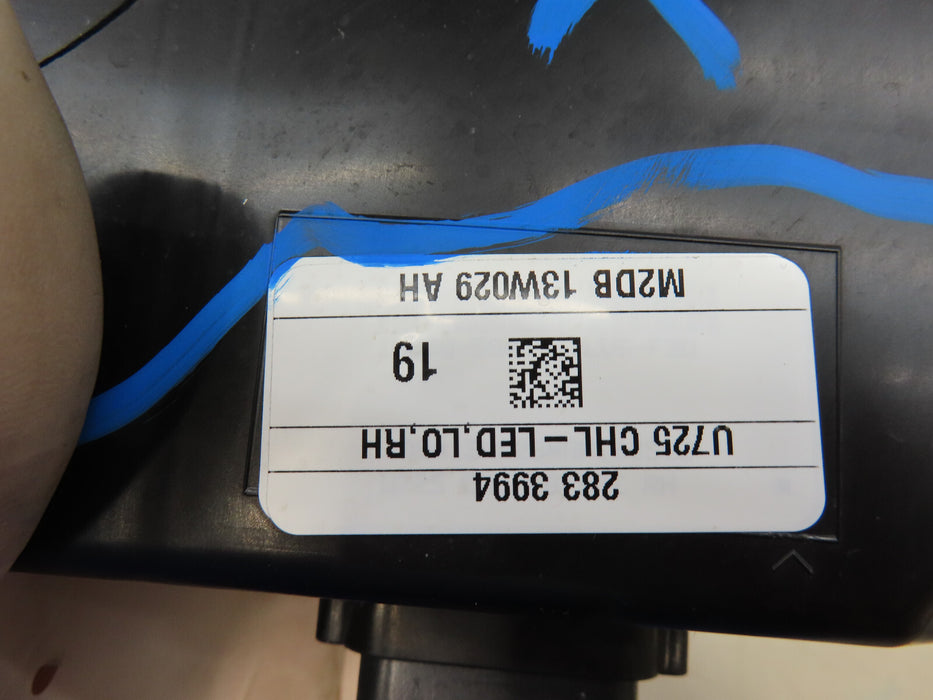 283 3994
U725 CHL-LED,LO,RH
19
M2DB 13W029 AH